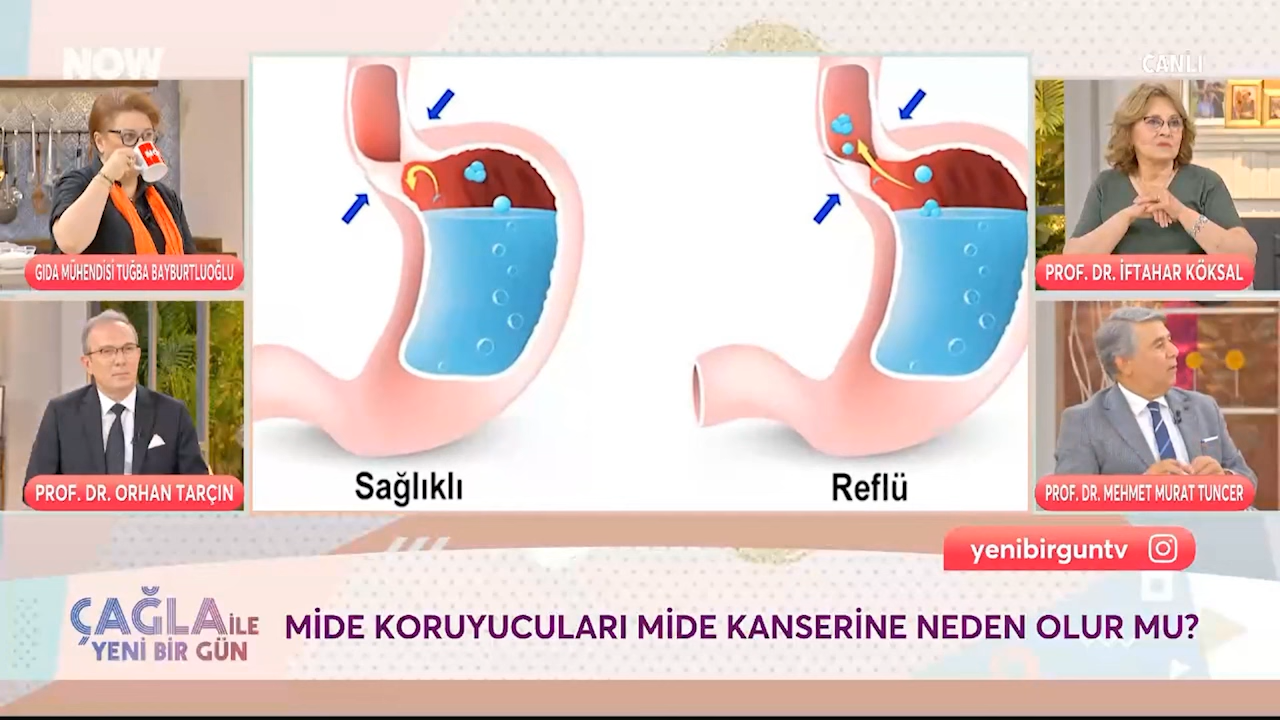 NOW
CANLI
GIDA MÜHENDİSİ TUĞBA BAYBURTLUOĞLU
PROF. DR. İFTAHAR KÖKSAL
Sağlıklı
Reflü
PROF. DR. ORHAN TARÇIN
PROF. DR. MEHMET MURAT TUNCER
yenibirguntv
ÇAĞLA İLE
YENİ BİR GÜN
MİDE KORUYUCULARI MİDE KANSERİNE NEDEN OLUR MU?